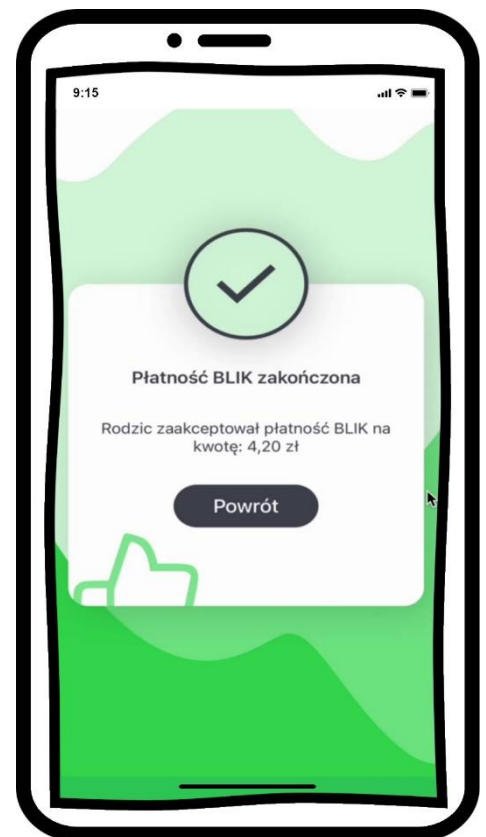 9:15
Płatność BLIK zakończona
Rodzic zaakceptował płatność BLIK na
kwotę: 4,20 zł
Powrót